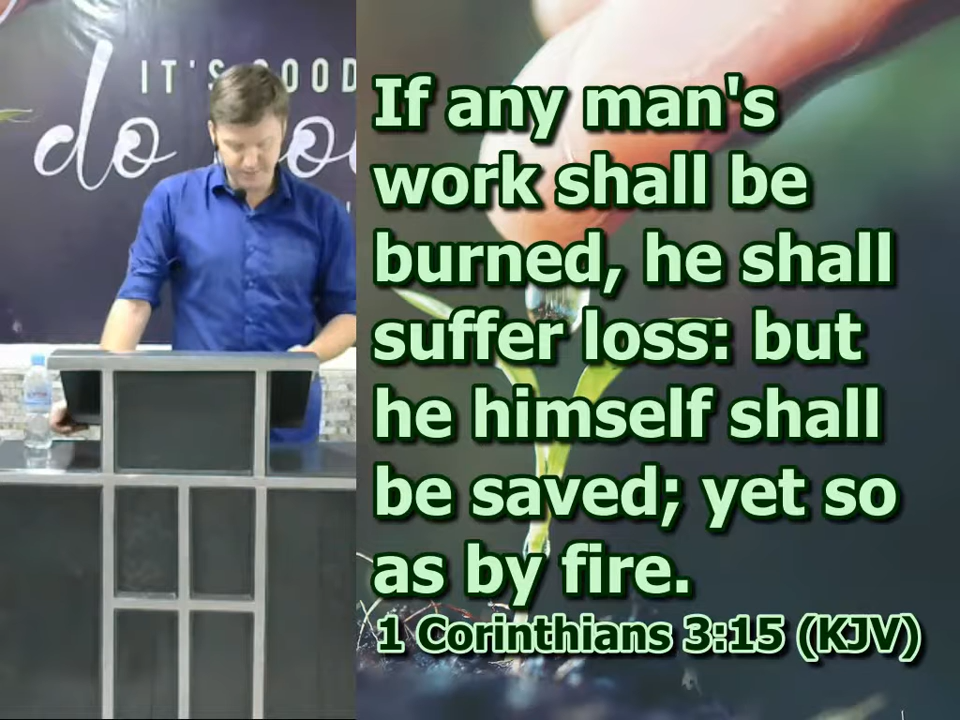 IT'S GOOD
do
If any man's
work shall be
burned, he shall
suffer loss: but
he himself shall
be saved; yet so
as by fire.
1 Corinthians 3:15 (KJV)